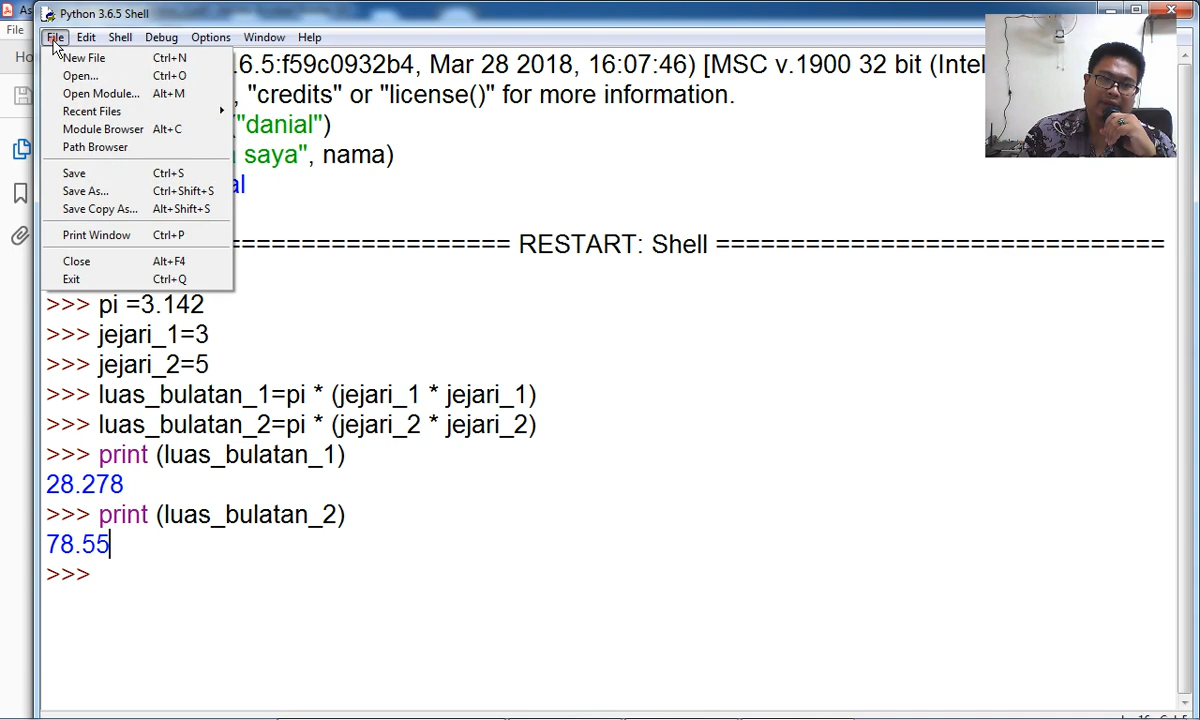 As
Python 3.6.5 Shell
File
File Edit Shell Debug Options Window Help
Ho
New File Ctrl+N
Open... Ctrl+O
Open Module... Alt+M
Recent Files
Module Browser Alt+C
Path Browser
Save Ctrl+S
Save As... Ctrl+Shift+S
Save Copy As... Alt+Shift+S
Print Window Ctrl+P
Close Alt+F4
Exit Ctrl+Q
.6.5:f59c0932b4, Mar 28 2018, 16:07:46) [MSC v.1900 32 bit (Intel
, "credits" or "license()" for more information.
("danial")
saya", nama)
al
=================== RESTART: Shell =============================
>>> pi =3.142
>>> jejari_1=3
>>> jejari_2=5
>>> luas_bulatan_1=pi * (jejari_1 * jejari_1)
>>> luas_bulatan_2=pi * (jejari_2 * jejari_2)
>>> print (luas_bulatan_1)
28.278
>>> print (luas_bulatan_2)
78.55
>>>